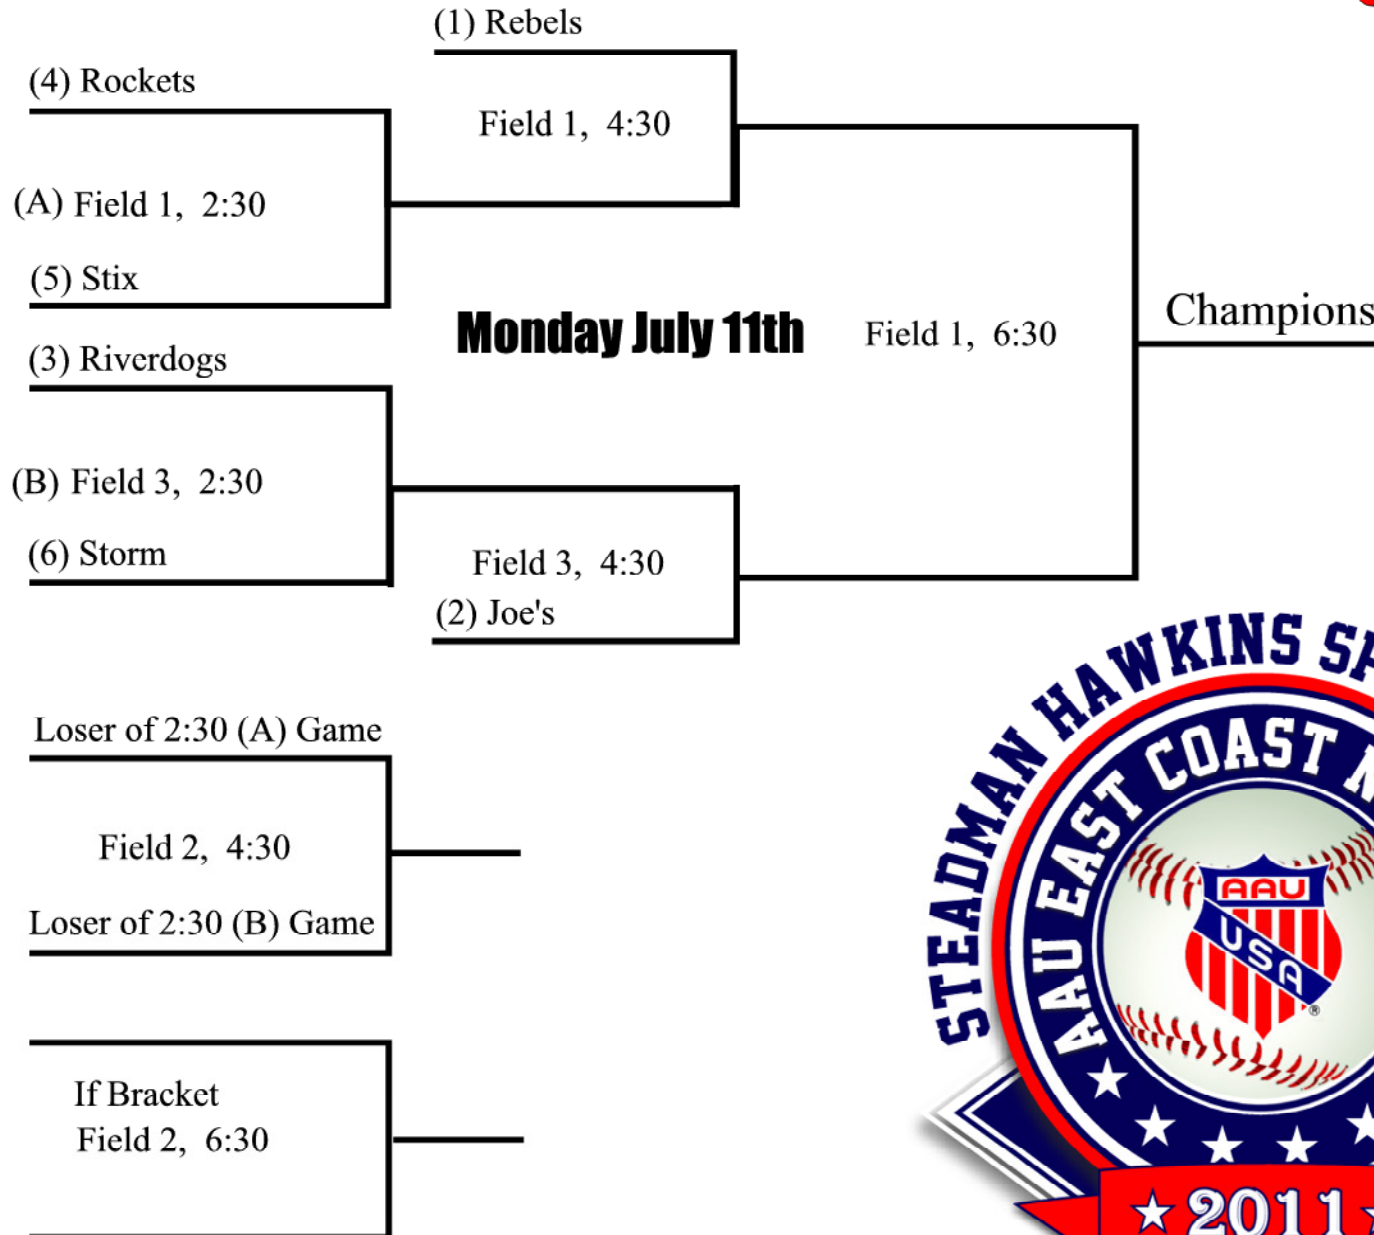 (1) Rebels
(4) Rockets
Field 1, 4:30
(A) Field 1, 2:30
(5) Stix
Monday July 11th
Field 1, 6:30
Champions
(3) Riverdogs
(B) Field 3, 2:30
(6) Storm
Field 3, 4:30
(2) Joe's
Loser of 2:30 (A) Game
Field 2, 4:30
Loser of 2:30 (B) Game
If Bracket
Field 2, 6:30
STEADMAN HAWKINS
AAU EAST COAST
AAU
USA
®
2011